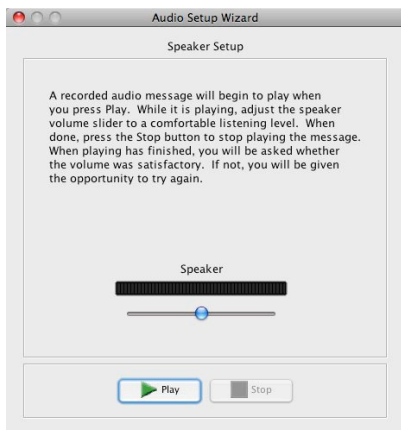 Audio Setup Wizard
Speaker Setup
A recorded audio message will begin to play when
you press Play. While it is playing, adjust the speaker
volume slider to a comfortable listening level. When
done, press the Stop button to stop playing the message.
When playing has finished, you will be asked whether
the volume was satisfactory. If not, you will be given
the opportunity to try again.
Speaker
Play
Stop